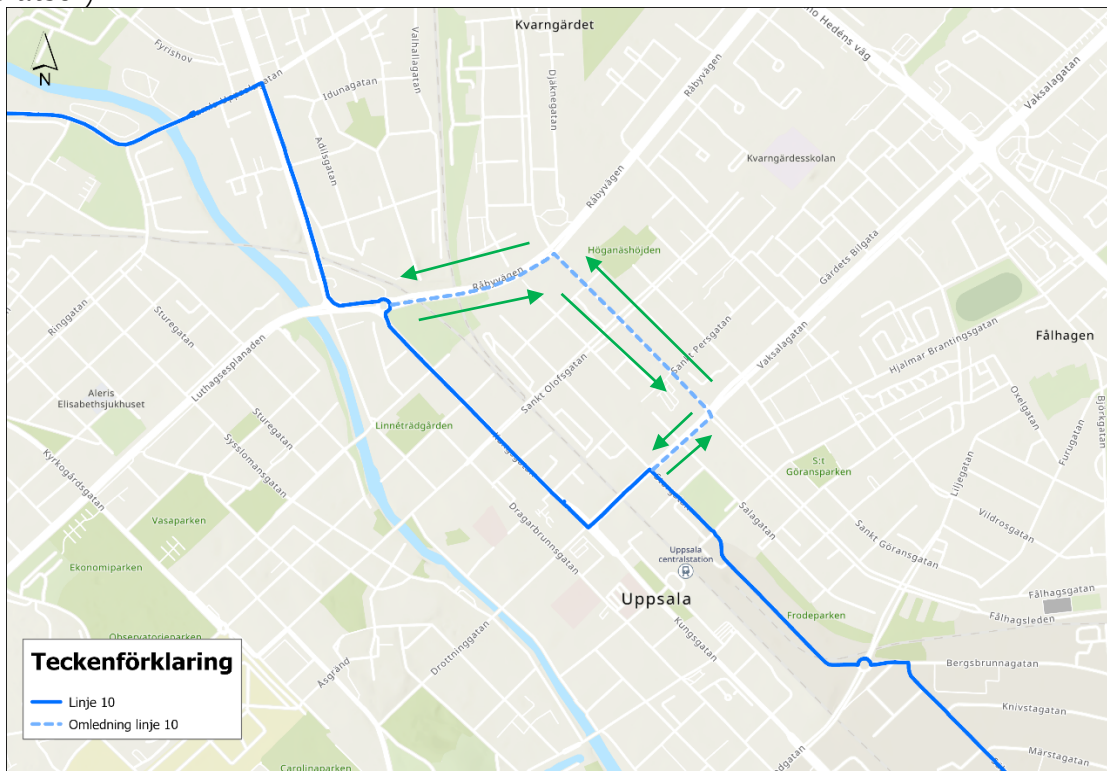 Kvarngärdet
Fyrishov
Valhallagatan
Djäknegatan
Råbyvägen
Vaksalagatan
Idunagatan
Adilsgatan
Kvarngärdesskolan
Råbyvägen
Höganäshöjden
Gärdets Bilgata
Råbyvägen
Ringgatan
Sturegatan
Luthagsesplanaden
Sankt Persgatan
Vaksalagatan
Hjalmar Brantingsgatan
Fålhagen
Aleris
Elisabethsjukhuset
Sankt Olofsgatan
Oxelgatan
Björkgatan
Furugatan
Sturegatan
Linnéträdgården
Sysslomansgatan
Kyrkogårdsgatan
S:t
Göransparken
Liljegatan
Vildrosgatan
Vasaparken
Dragarbrunnsgatan
Salagatan
Sankt Göransgatan
Ekonomiparken
Uppsala
centralstation
Uppsala
Fålhagsgatan
Frodeparken
Fålhagsleden
Observatorieparken
Drottninggatan
Kungsgatan
Åsgränd
Bergsbrunnagatan
Knivstagatan
Märstagatan
Carolinaparken
N
Teckenförklaring
Linje 10
Omledning linje 10